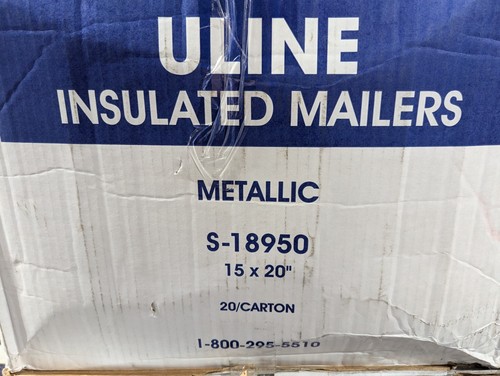 ULINE
INSULATED MAILERS
METALLIC
S-18950
15 x 20"
20/CARTON
1-800-295-5510